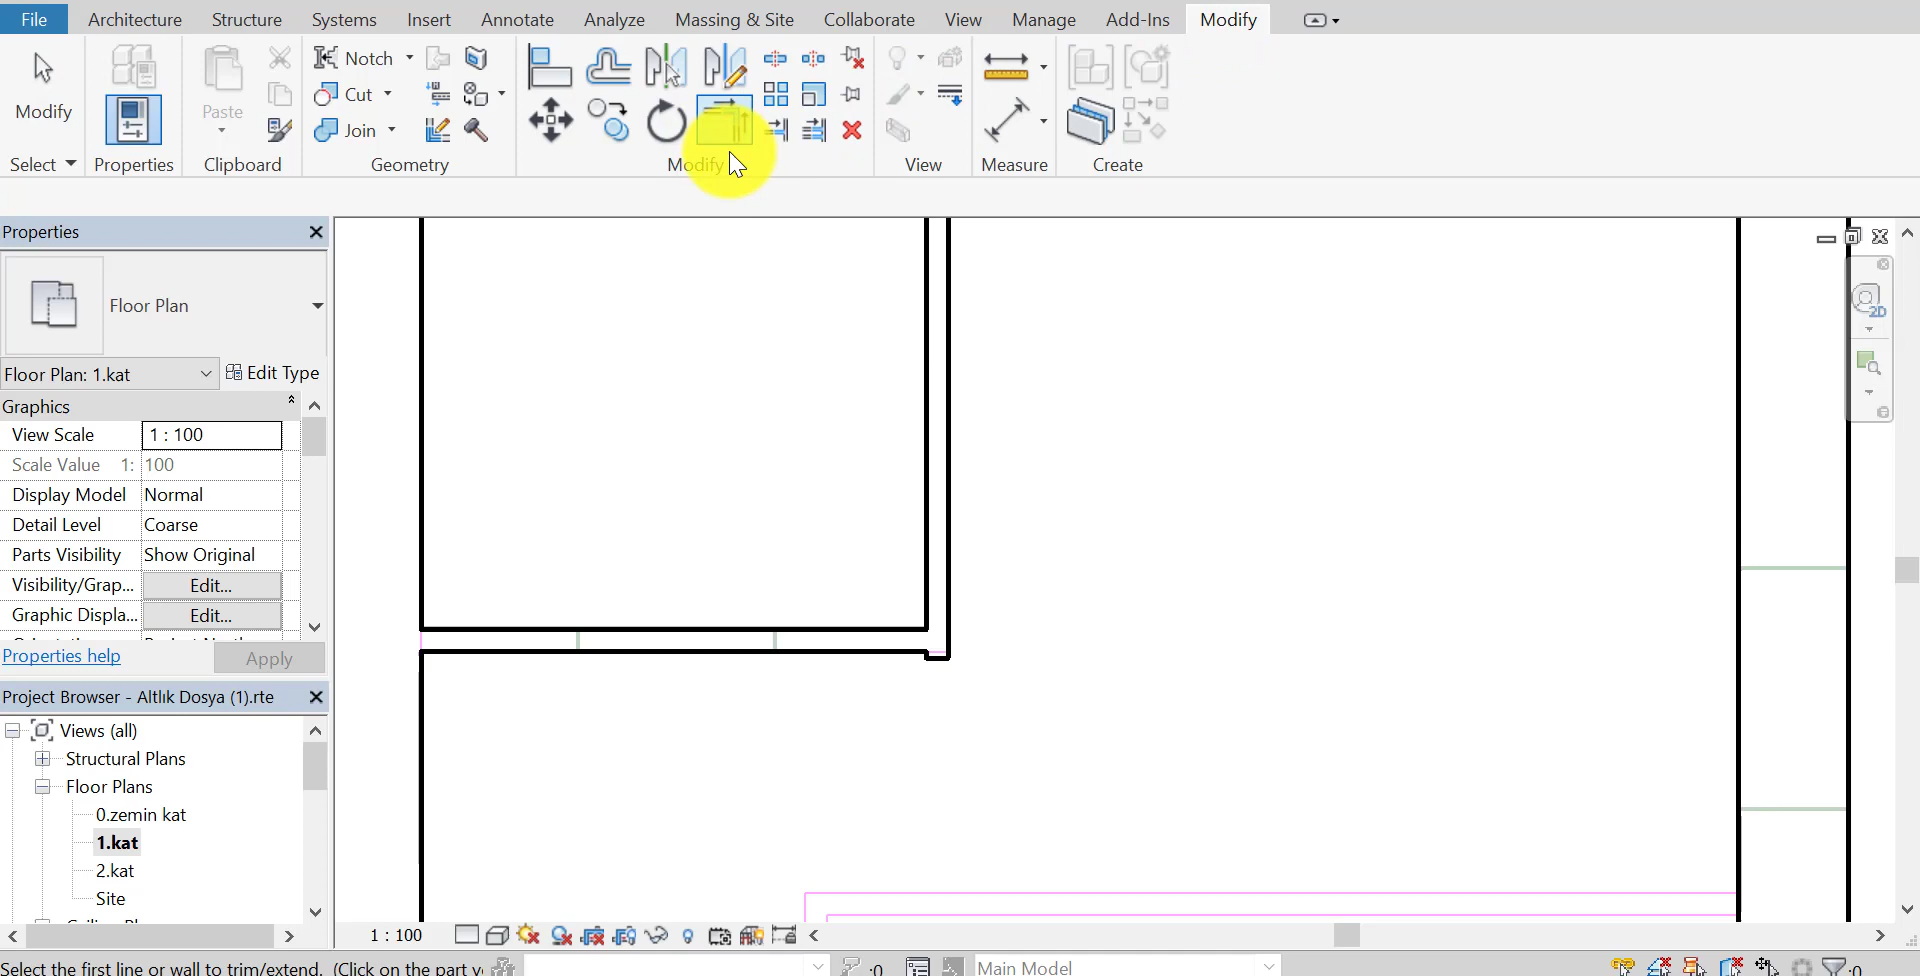 File Architecture Structure Systems Insert Annotate Analyze Massing & Site Collaborate View Manage Add-Ins Modify
Modify
Paste
Notch
Cut
Join
Select Properties Clipboard Geometry Modify View Measure Create
Properties
Floor Plan
Floor Plan: 1.kat Edit Type
Graphics
View Scale 1 : 100
Scale Value 1: 100
Display Model Normal
Detail Level Coarse
Parts Visibility Show Original
Visibility/Grap... Edit...
Graphic Displa... Edit...
Properties help Apply
Project Browser - Altlık Dosya (1).rte
Views (all)
Structural Plans
Floor Plans
0.zemin kat
1.kat
2.kat
Site
2D
1 : 100
Select the first line or wall to trim/extend. (Click on the part :0 Main Model :0